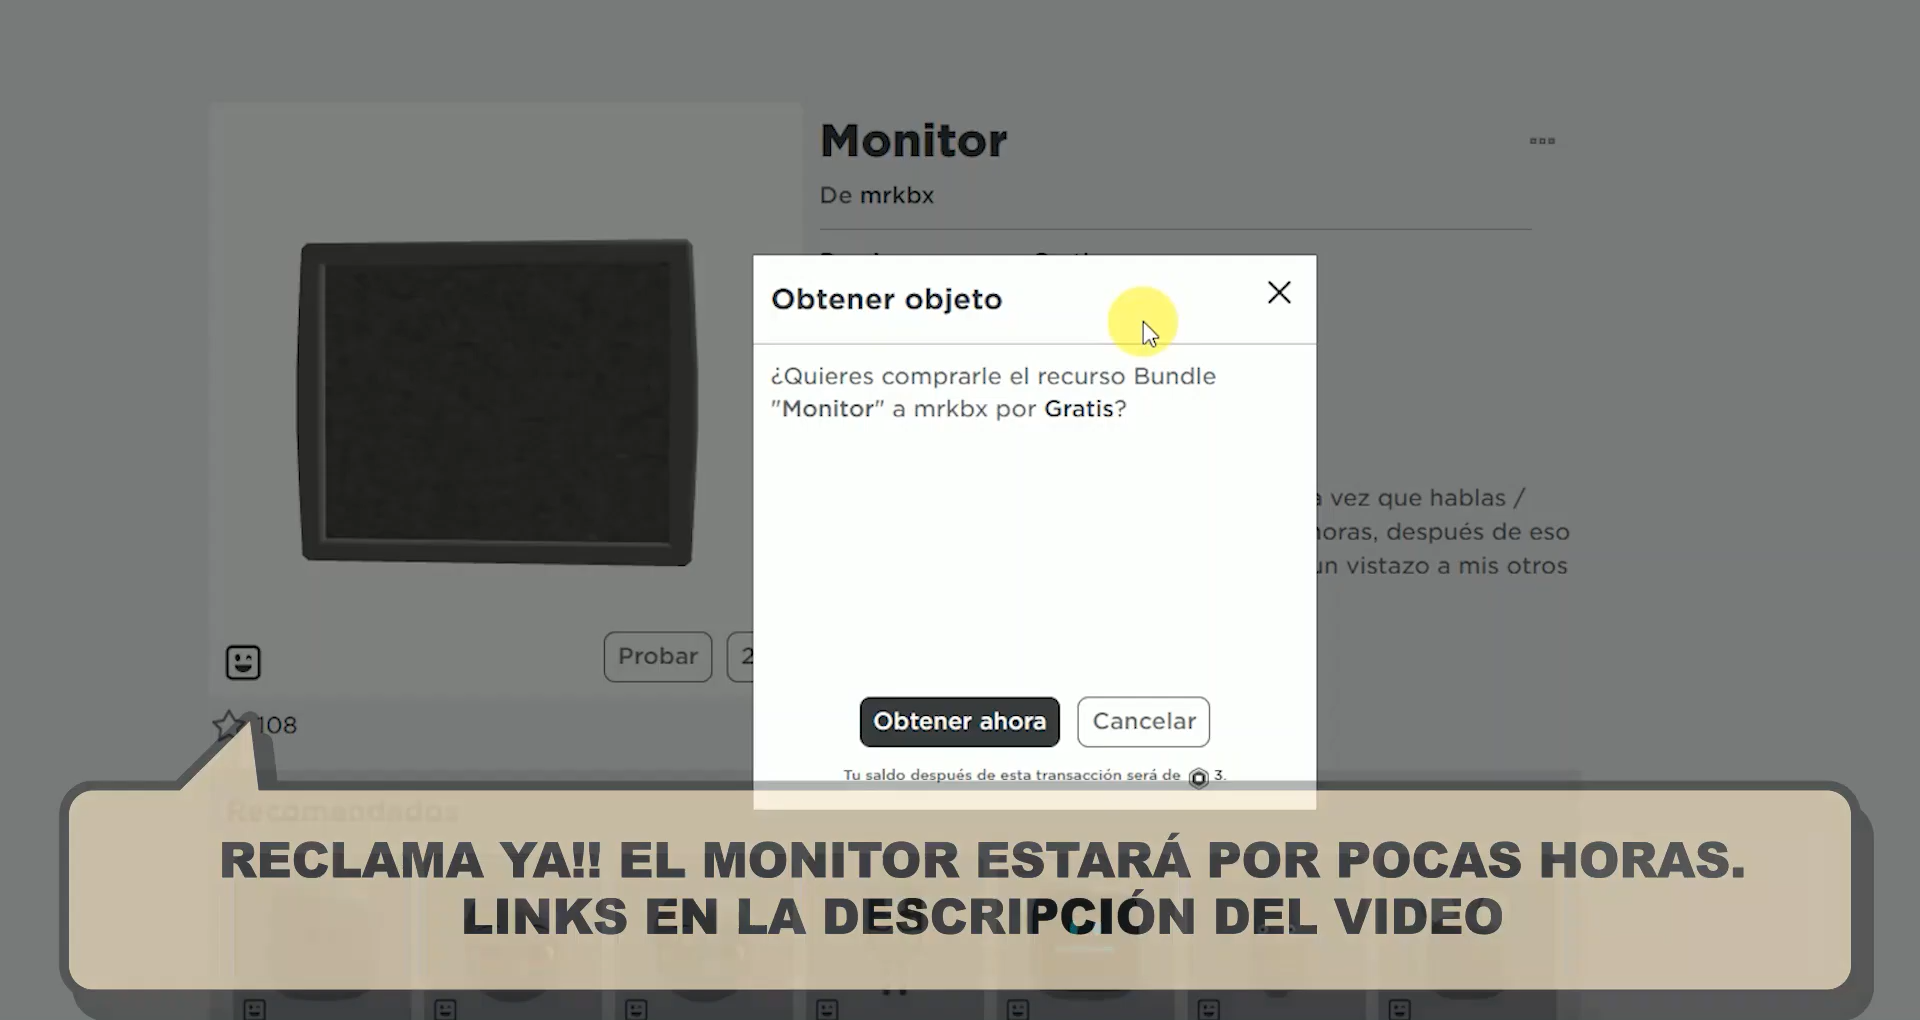 Monitor
De mrkbx
Obtener objeto
¿Quieres comprarle el recurso Bundle
"Monitor" a mrkbx por Gratis?
vez que hablas /
horas, después de eso
un vistazo a mis otros
Probar
2
108
Obtener ahora
Cancelar
Tu saldo después de esta transacción será de 3.
Recomendados
RECLAMA YA!! EL MONITOR ESTARÁ POR POCAS HORAS.
LINKS EN LA DESCRIPCIÓN DEL VIDEO